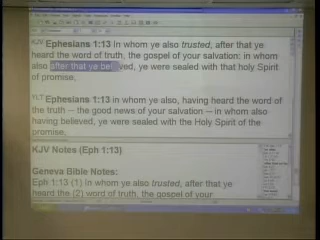 KJV Ephesians 1:13 In whom ye also trusted, after that ye
heard the word of truth, the gospel of your salvation: in whom
also after that ye believed, ye were sealed with that holy Spirit
of promise,
YLT Ephesians 1:13 in whom ye also, having heard the word of
the truth -- the good news of your salvation -- in whom also
having believed, ye were sealed with the Holy Spirit of the
promise,
KJV Notes (Eph 1:13)
Geneva Bible Notes:
Eph 1:13 (1) In whom ye also trusted, after that ye
heard the (2) word of truth, the gospel of your